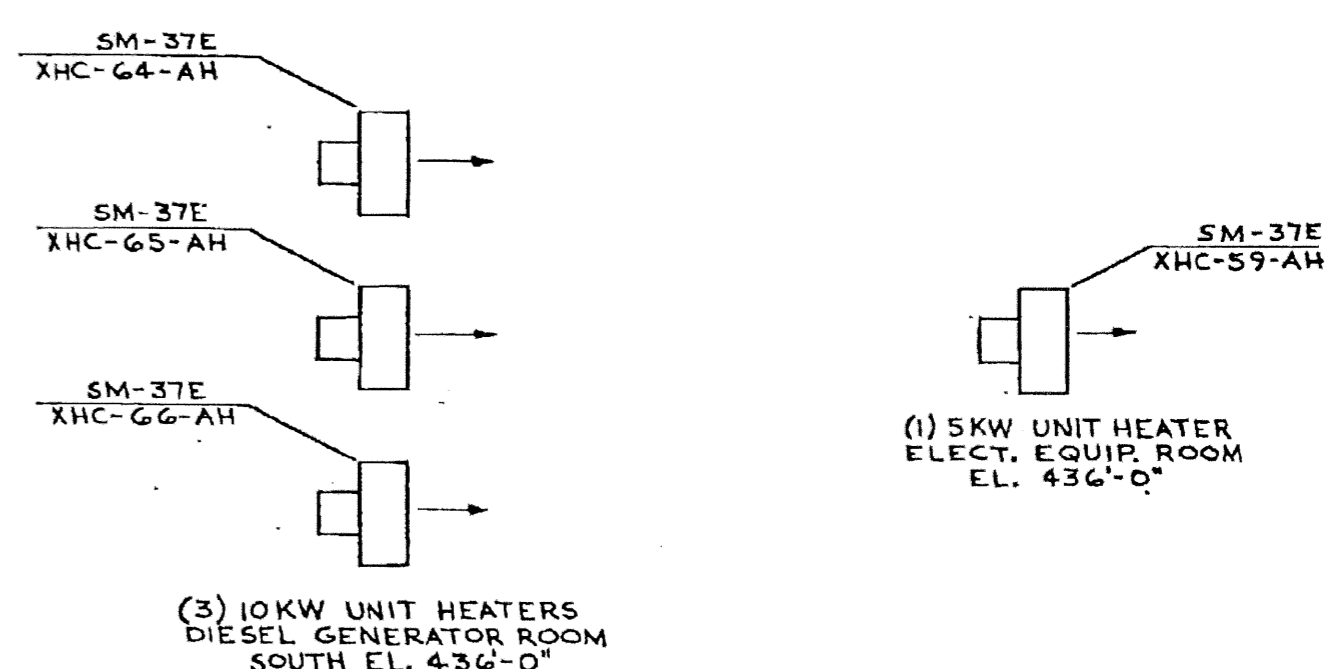 SM-37E
XHC-64-AH
SM-37E
XHC-65-AH
SM-37E
XHC-66-AH
(3) 10KW UNIT HEATERS
DIESEL GENERATOR ROOM
SOUTH EL. 436'-0"
SM-37E
XHC-59-AH
(1) 5KW UNIT HEATER
ELECT. EQUIP. ROOM
EL. 436'-0"